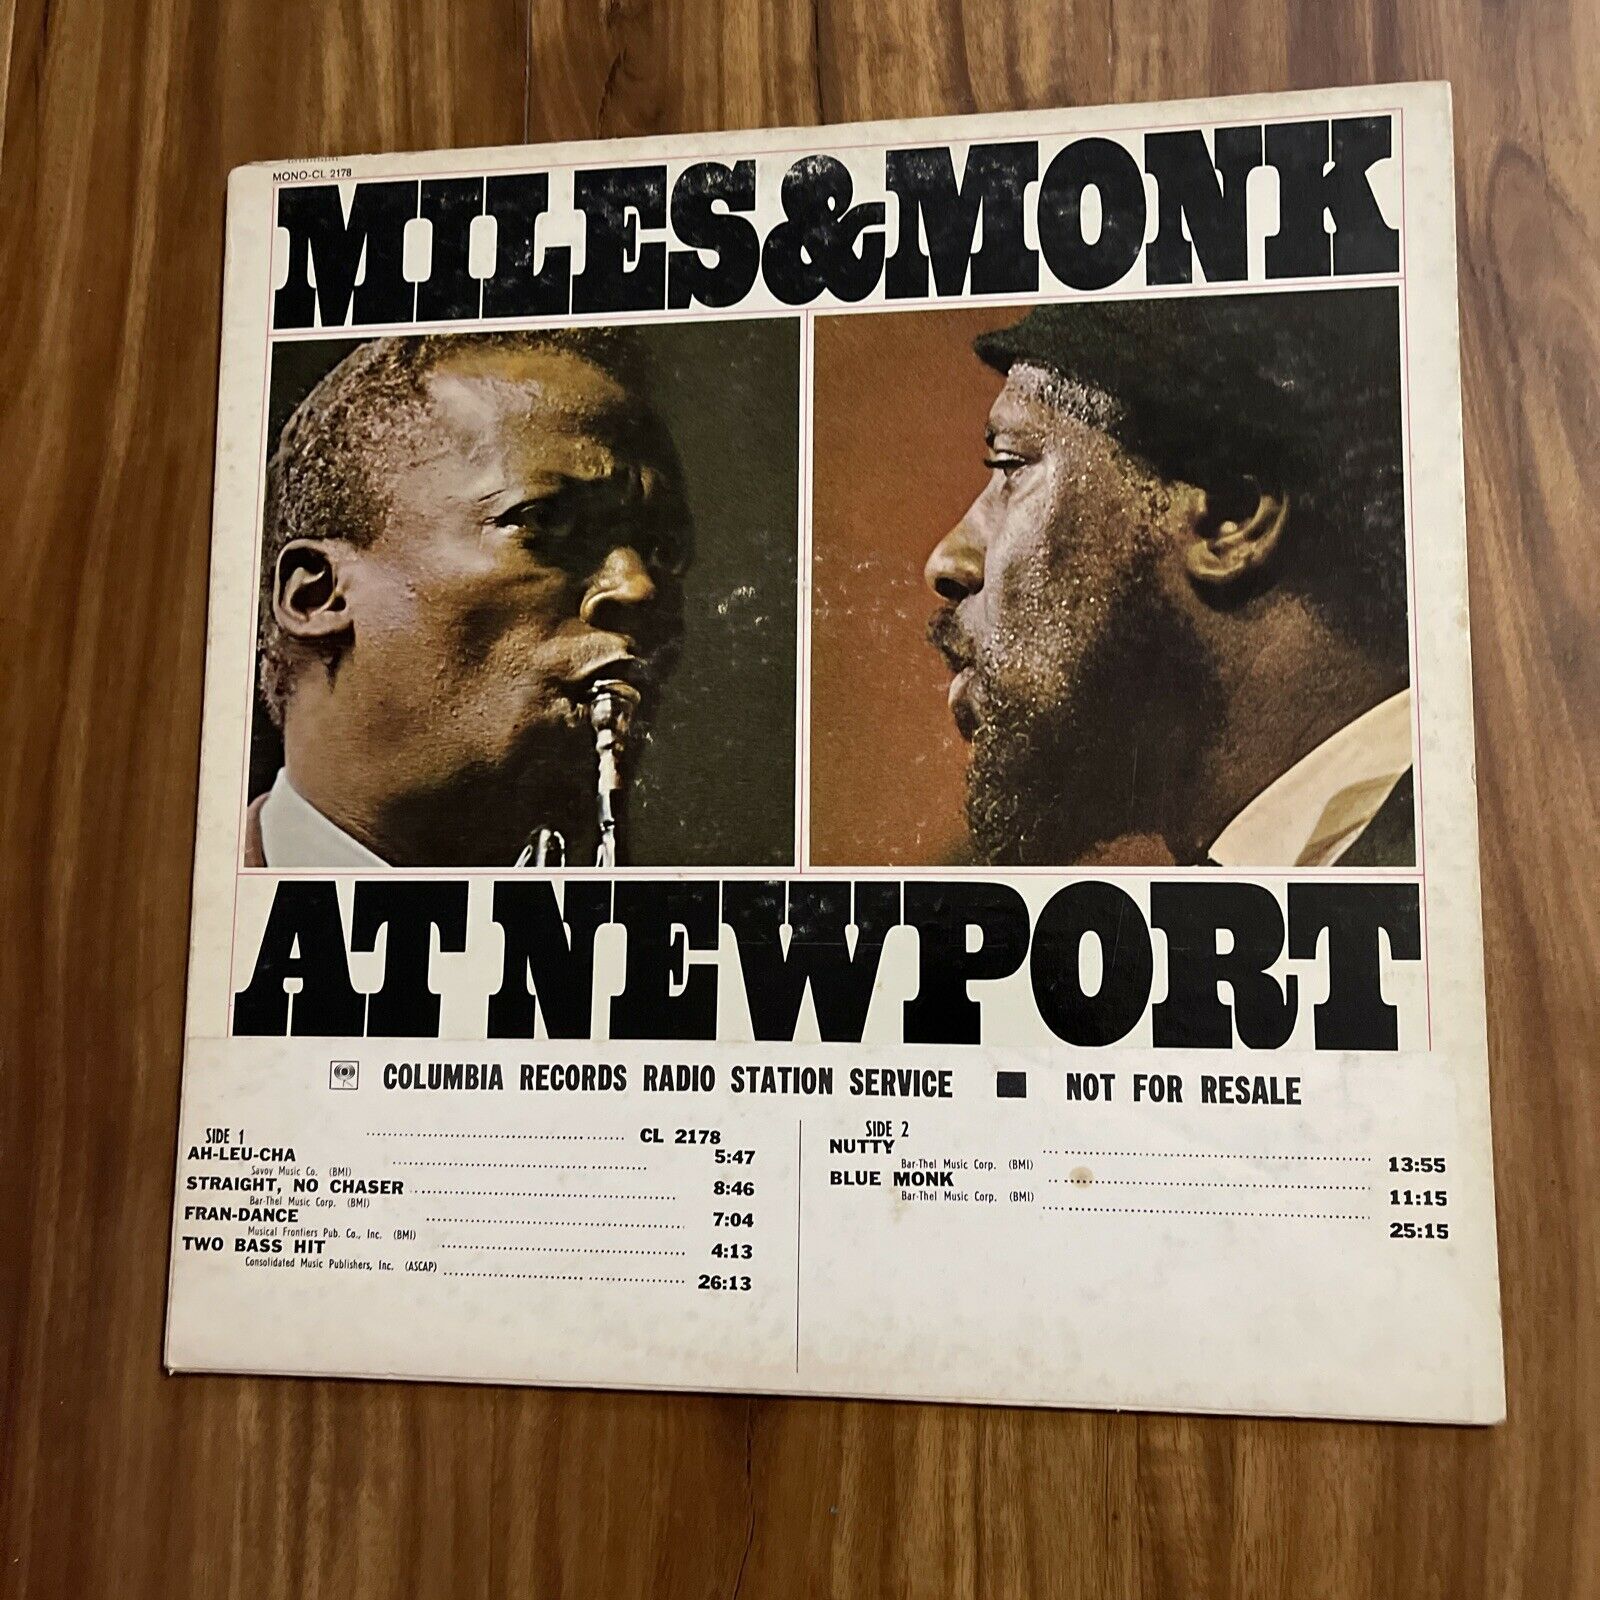 MONO-CL 2178
MILES&MONK
AT NEWPORT
COLUMBIA RECORDS RADIO STATION SERVICE ■ NOT FOR RESALE
SIDE 1 CL 2178
AH-LEU-CHA 5:47
Savoy Music Co. (BMI)
STRAIGHT, NO CHASER 8:46
Bar-Thel Music Corp. (BMI)
FRAN-DANCE 7:04
Musical Frontiers Pub. Co., Inc. (BMI)
TWO BASS HIT 4:13
Consolidated Music Publishers, Inc. (ASCAP)
26:13
SIDE 2
NUTTY 13:55
Bar-Thel Music Corp. (BMI)
BLUE MONK 11:15
Bar-Thel Music Corp. (BMI)
25:15